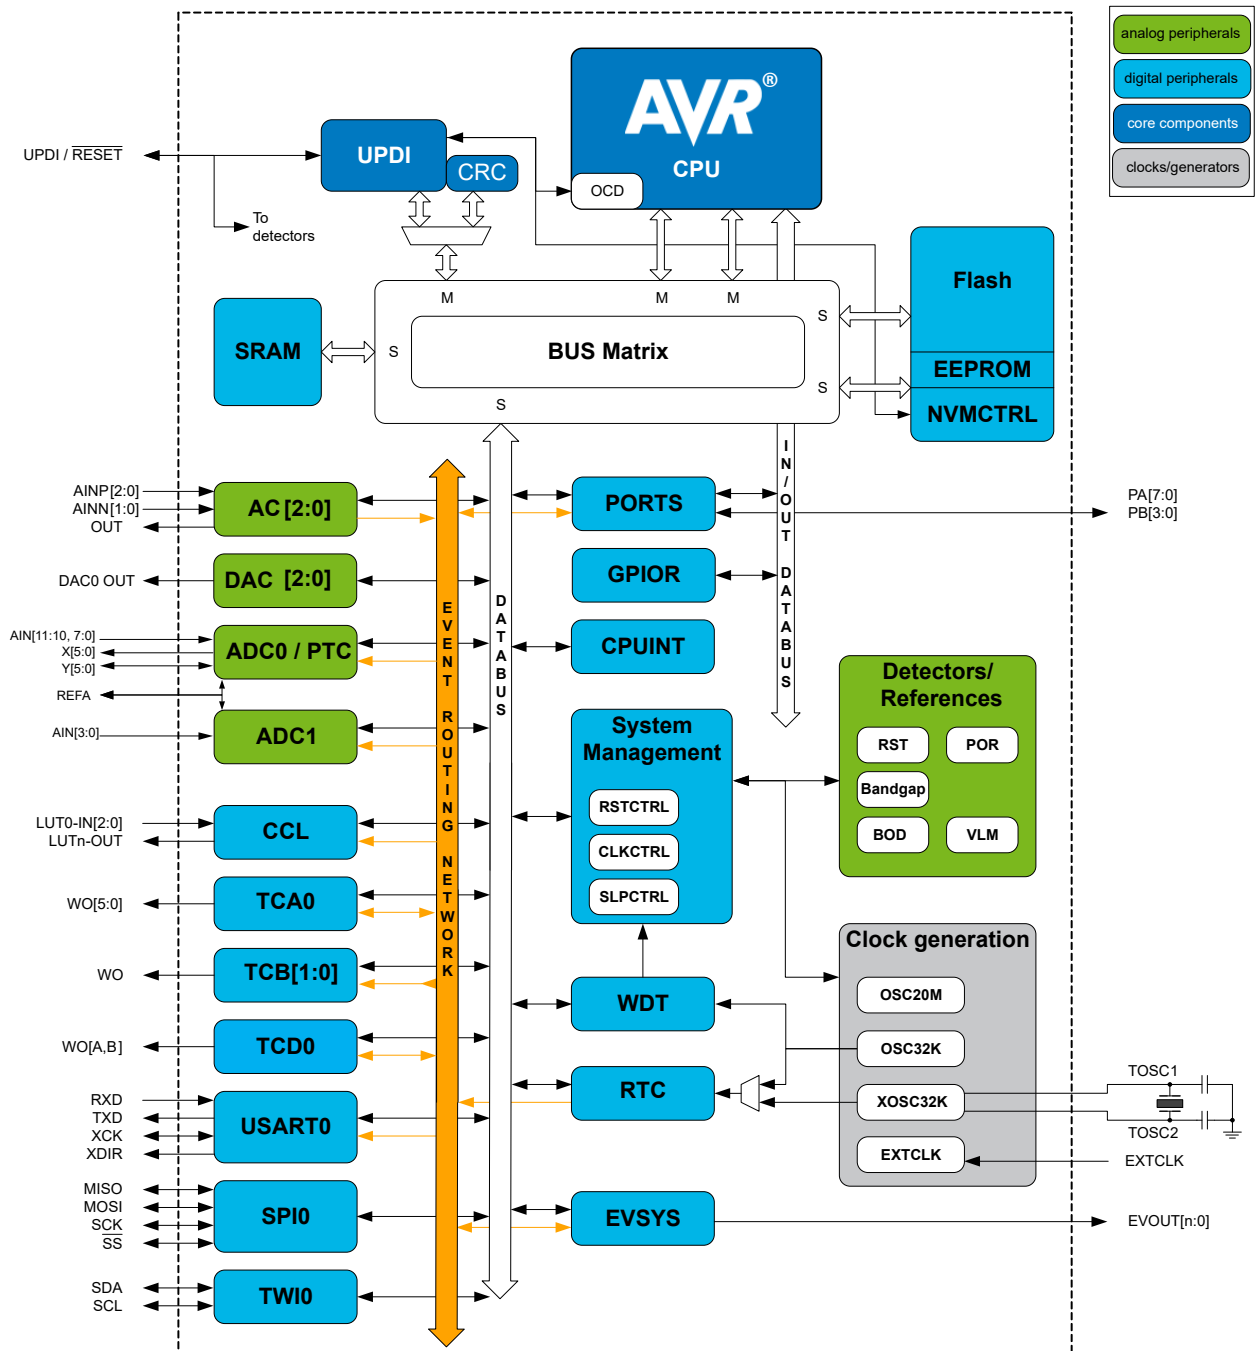 analog peripherals
digital peripherals
core components
clocks/generators
AVR®
CPU
OCD
UPDI
CRC
UPDI / RESET
To
detectors
M
M
M
S
Flash
EEPROM
NVMCTRL
SRAM
S
BUS Matrix
S
S
IN/OUT DATABUS
DATABUS
EVENT ROUTING NETWORK
AINP[2:0]
AINN[1:0]
OUT
AC [2:0]
PORTS
PA[7:0]
PB[3:0]
DAC0 OUT
DAC [2:0]
GPIOR
AIN[11:10, 7:0]
X[5:0]
Y[5:0]
ADC0 / PTC
CPUINT
REFA
AIN[3:0]
ADC1
System
Management
RSTCTRL
CLKCTRL
SLPCTRL
Detectors/
References
RST
POR
Bandgap
BOD
VLM
LUT0-IN[2:0]
LUTn-OUT
CCL
WO[5:0]
TCA0
WO
TCB[1:0]
WDT
Clock generation
OSC20M
OSC32K
XOSC32K
EXTCLK
WO[A,B]
TCD0
RTC
TOSC1
TOSC2
EXTCLK
RXD
TXD
XCK
XDIR
USART0
MISO
MOSI
SCK
SS
SPI0
EVSYS
EVOUT[n:0]
SDA
SCL
TWI0